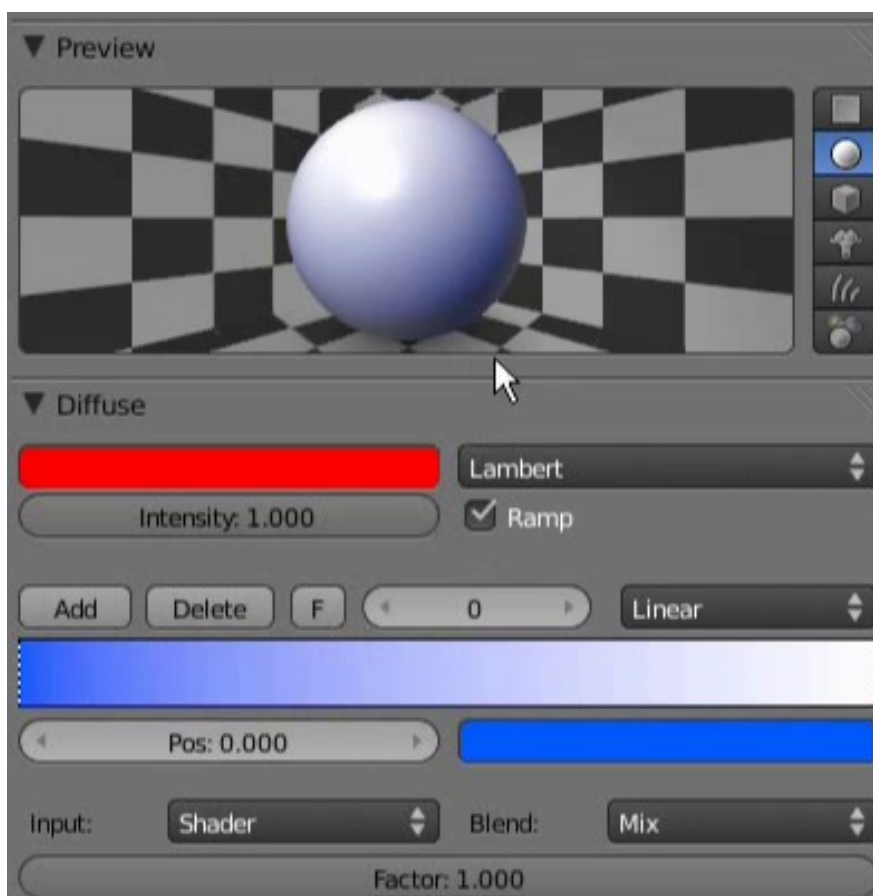 Preview
Diffuse
Lambert
Intensity: 1.000 Ramp
Add Delete F 0 Linear
Pos: 0.000
Input: Shader Blend: Mix
Factor: 1.000